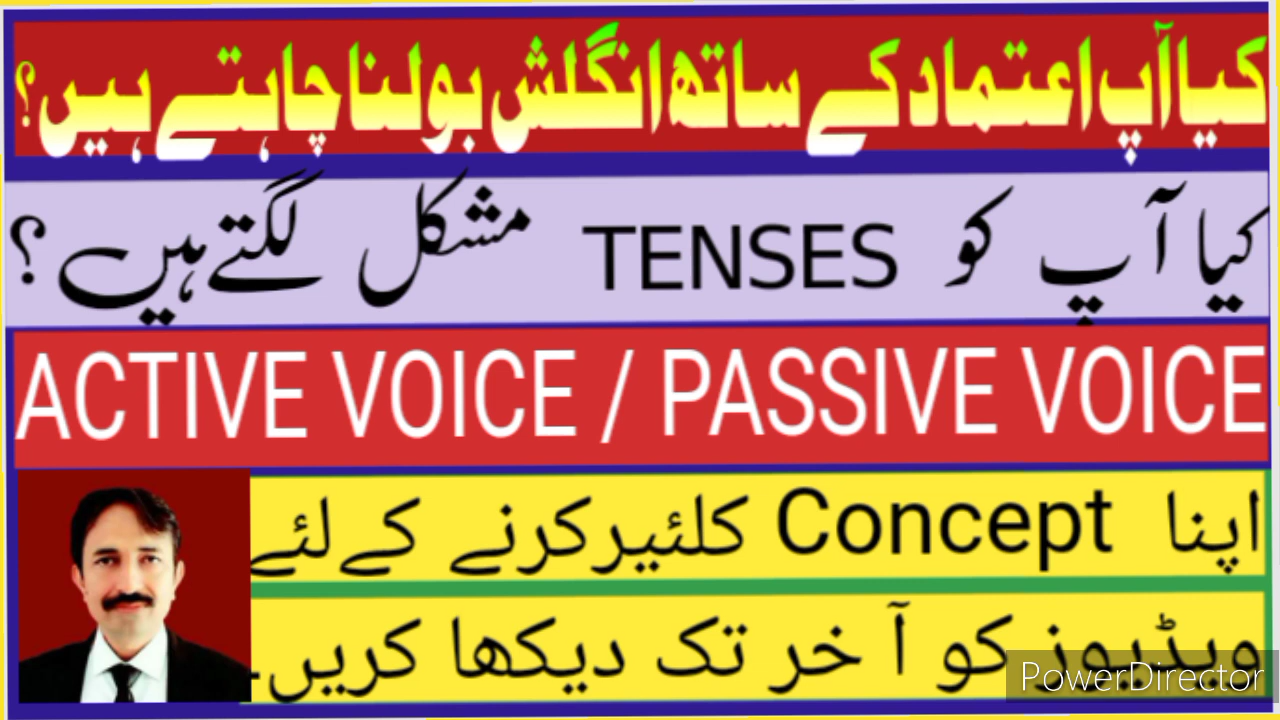 کیا آپ اعتماد کے ساتھ انگلش بولنا چاہتے ہیں؟
کیا آپ کو TENSES مشکل لگتے ہیں؟
ACTIVE VOICE / PASSIVE VOICE
اپنا Concept کلئیر کرنے کے لئے
ویڈیوز کو آخر تک دیکھا کریں۔
PowerDirector